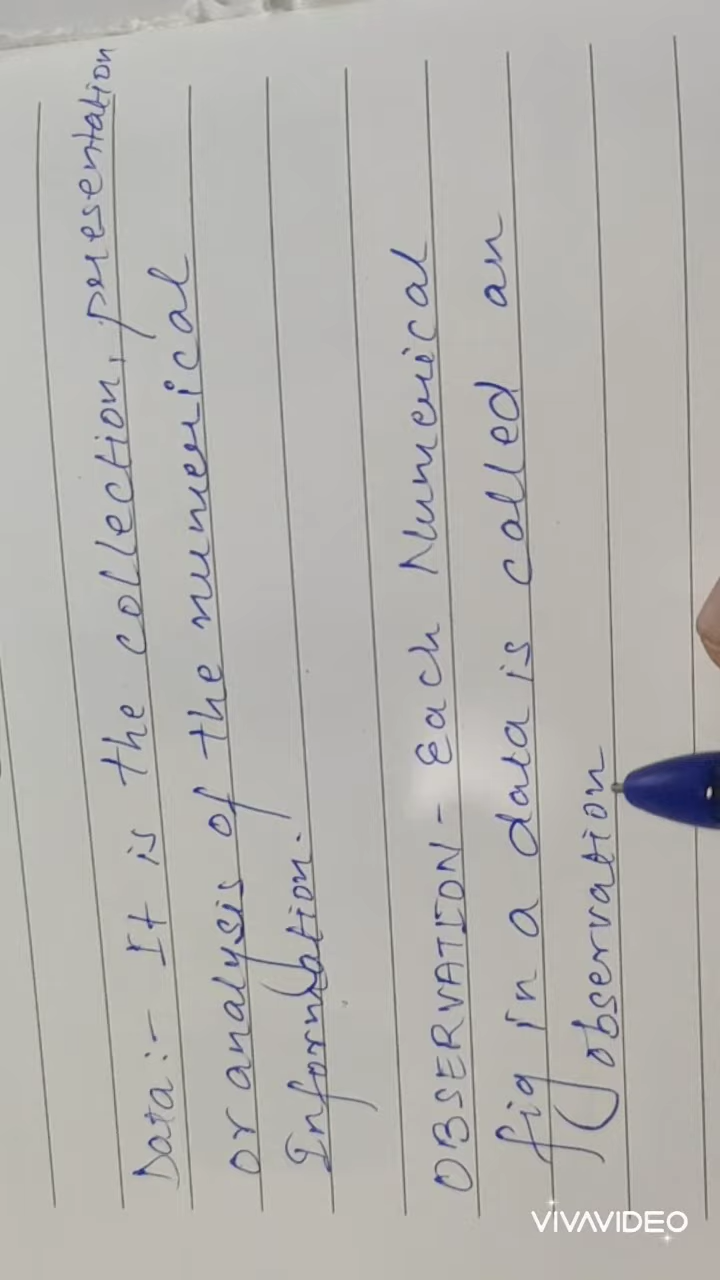 Data:- It is the collection, presentation
or analysis of the numerical
Information.
OBSERVATION - Each Numerical
fig in a data is called an
observation
VIVAVIDEO